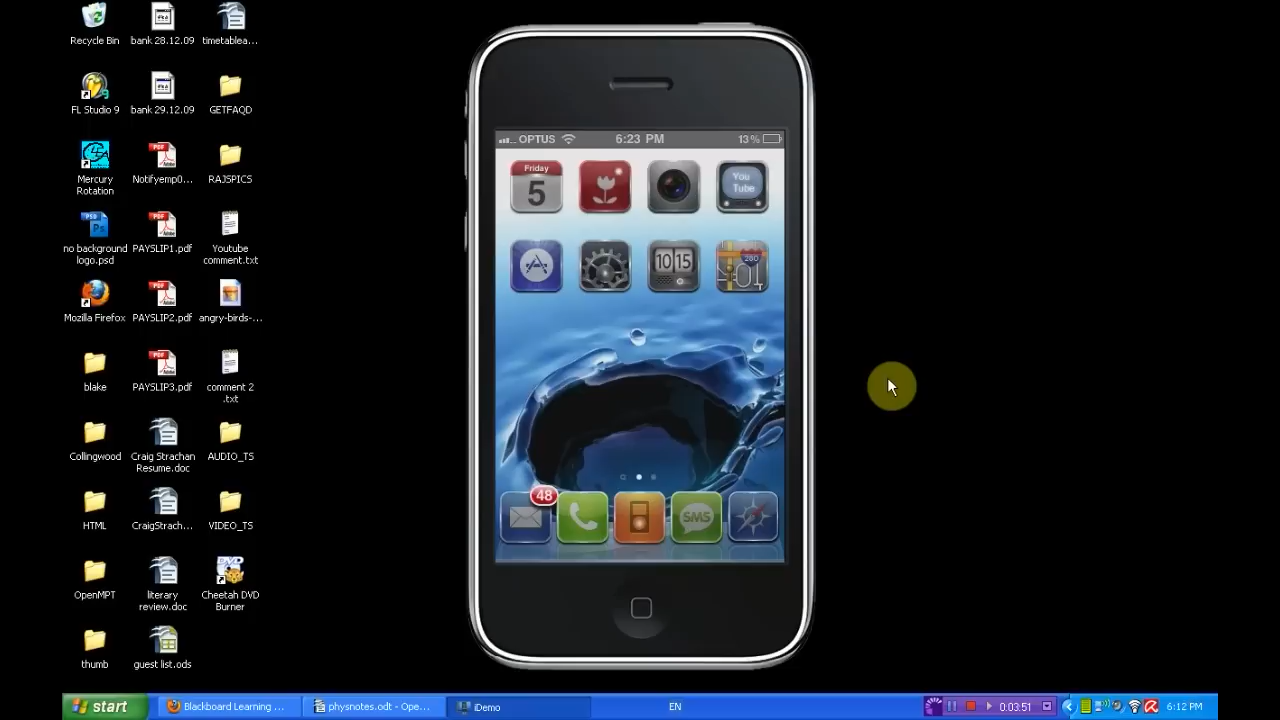 Recycle Bin
bank 28.12.09
timetablea...
FL Studio 9
bank 29.12.09
GETFAQD
Mercury
Rotation
Notifyemp0...
RAJSPICS
no background
logo.psd
PAYSLIP1.pdf
Youtube
comment.txt
Mozilla Firefox
PAYSLIP2.pdf
angry-birds-...
blake
PAYSLIP3.pdf
comment 2
.txt
Collingwood
Craig Strachan
Resume.doc
AUDIO_TS
HTML
CraigStrach...
VIDEO_TS
OpenMPT
literary
review.doc
Cheetah DVD
Burner
thumb
guest list.ods
OPTUS 6:23 PM 13%
Friday
5
You
Tube
10 15
280
48
SMS
start
Blackboard Learning ...
physnotes.odt - Ope...
iDemo
EN
0:03:51
6:12 PM